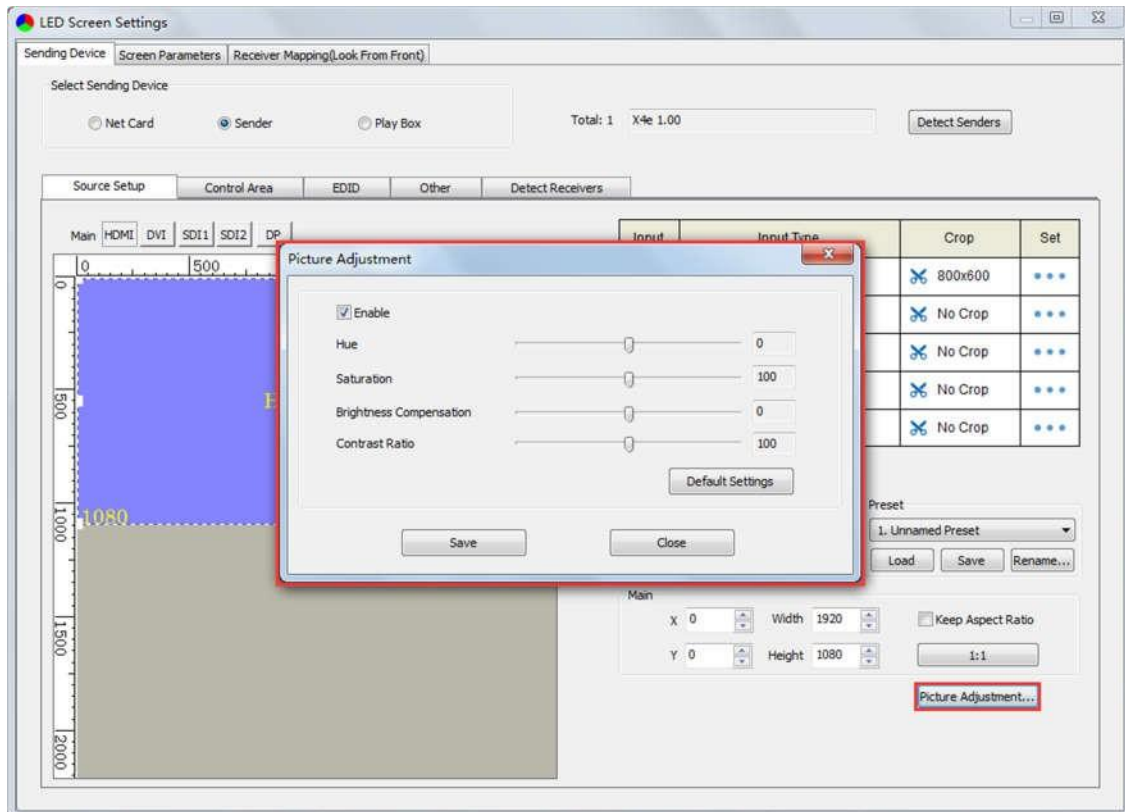 LED Screen Settings
Sending Device Screen Parameters Receiver Mapping(Look From Front)
Select Sending Device
Net Card Sender Play Box
Total: 1 X4e 1.00 Detect Senders
Source Setup Control Area EDID Other Detect Receivers
Main HDMI DVI SDI1 SDI2 DP
0 500
0
500
1000
1500
2000
1080
Input Input Type Crop Set
800x600
No Crop
No Crop
No Crop
No Crop
Picture Adjustment
Enable
Hue 0
Saturation 100
Brightness Compensation 0
Contrast Ratio 100
Default Settings
Save Close
Preset
1. Unnamed Preset
Load Save Rename...
Main
X 0 Width 1920 Keep Aspect Ratio
Y 0 Height 1080 1:1
Picture Adjustment...